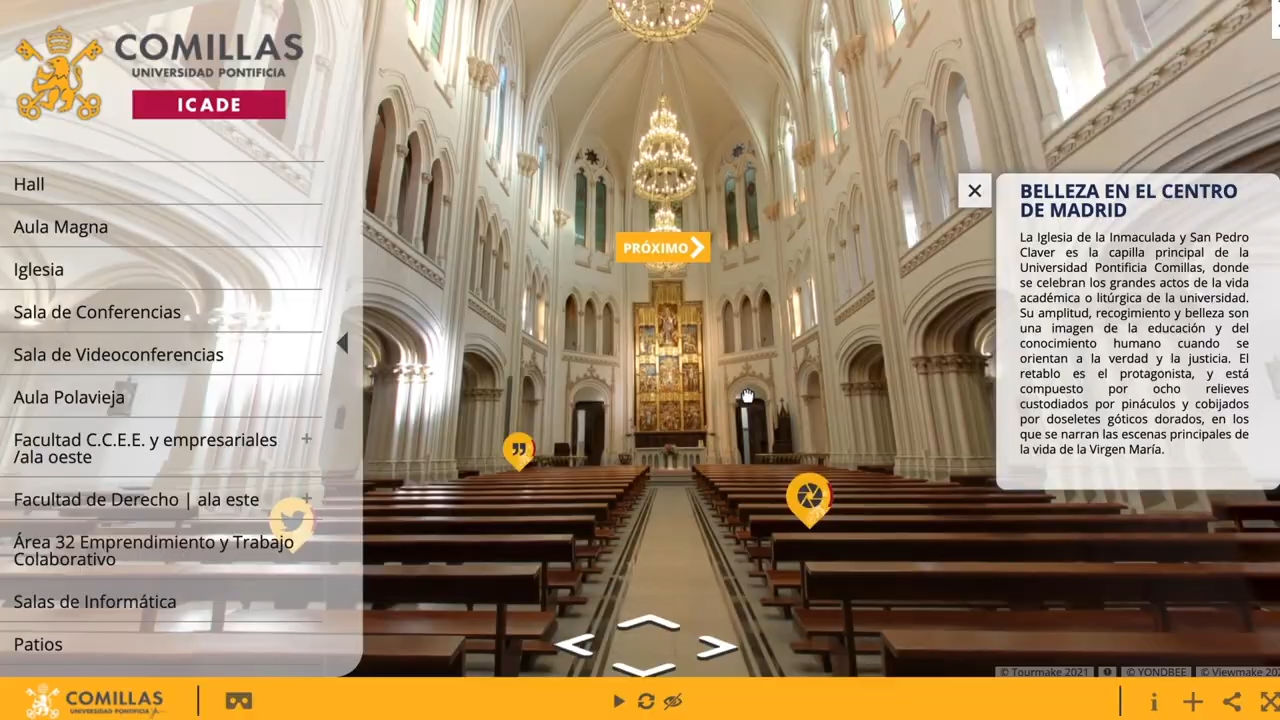 COMILLAS
UNIVERSIDAD PONTIFICIA
ICADE
Hall
Aula Magna
Iglesia
Sala de Conferencias
Sala de Videoconferencias
Aula Polavieja
Facultad C.C.E.E. y empresariales
/ala oeste
Facultad de Derecho | ala este
Área 32 Emprendimiento y Trabajo
Colaborativo
Salas de Informática
Patios
PRÓXIMO
BELLEZA EN EL CENTRO
DE MADRID
La Iglesia de la Inmaculada y San Pedro
Claver es la capilla principal de la
Universidad Pontificia Comillas, donde
se celebran los grandes actos de la vida
académica o litúrgica de la universidad.
Su amplitud, recogimiento y belleza son
una imagen de la educación y del
conocimiento humano cuando se
orientan a la verdad y la justicia. El
retablo es el protagonista, y está
compuesto por ocho relieves
custodiados por pináculos y cobijados
por doseletes góticos dorados, en los
que se narran las escenas principales de
la vida de la Virgen María.
© Tourmake 2021 © YONDBEE © Viewmake 202
COMILLAS
UNIVERSIDAD PONTIFICIA